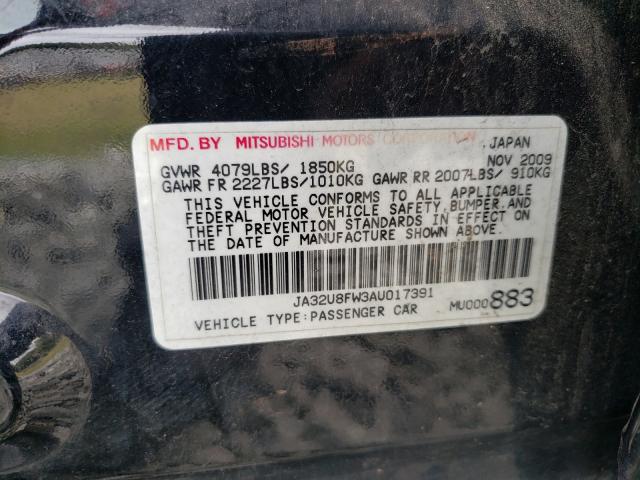 MFD. BY MITSUBISHI MOTORS CORPORATION, JAPAN
GVWR 4079LBS/ 1850KG NOV 2009
GAWR FR 2227LBS/1010KG GAWR RR 2007LBS/ 910KG
THIS VEHICLE CONFORMS TO ALL APPLICABLE
FEDERAL MOTOR VEHICLE SAFETY,BUMPER,AND
THEFT PREVENTION STANDARDS IN EFFECT ON
THE DATE OF MANUFACTURE SHOWN ABOVE.
JA32U8FW3AU017391
VEHICLE TYPE:PASSENGER CAR MU000883